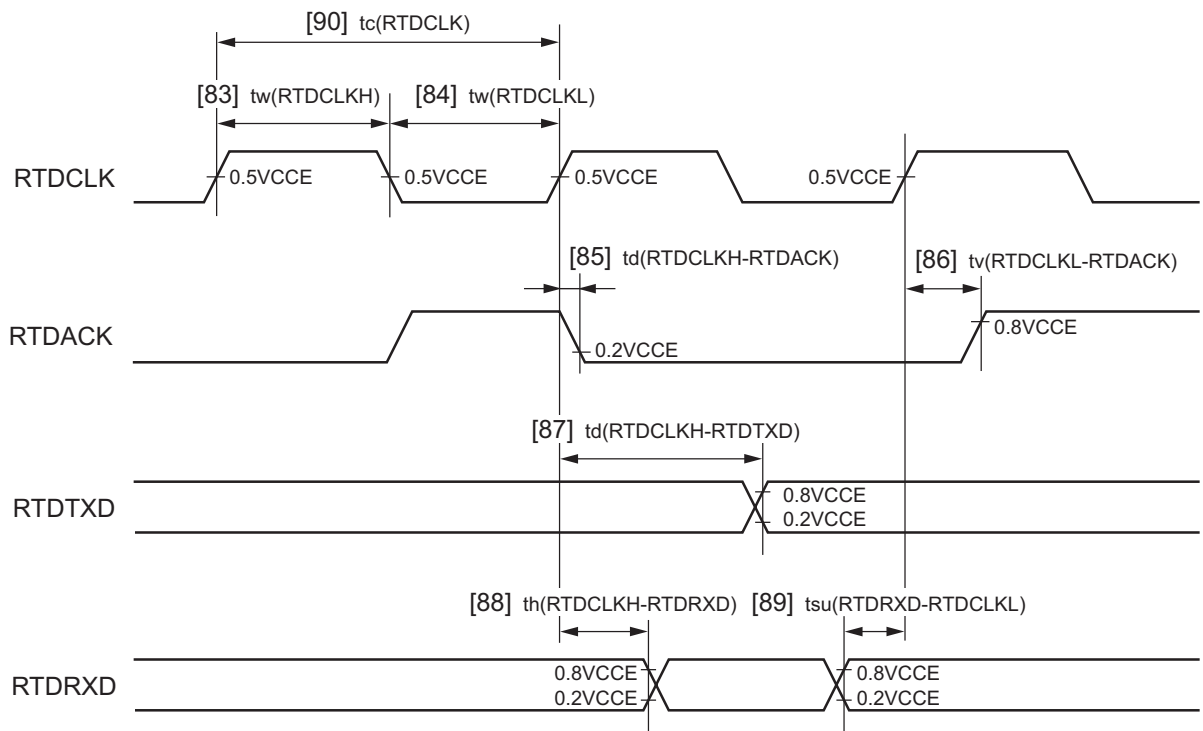 [90] tc(RTDCLK)
[83] tw(RTDCLKH) [84] tw(RTDCLKL)
RTDCLK 0.5VCCE 0.5VCCE 0.5VCCE 0.5VCCE
[85] td(RTDCLKH-RTDACK) [86] tv(RTDCLKL-RTDACK)
RTDACK 0.2VCCE 0.8VCCE
[87] td(RTDCLKH-RTDTXD)
RTDTXD 0.8VCCE
0.2VCCE
[88] th(RTDCLKH-RTDRXD) [89] tsu(RTDRXD-RTDCLKL)
RTDRXD 0.8VCCE 0.8VCCE
0.2VCCE 0.2VCCE